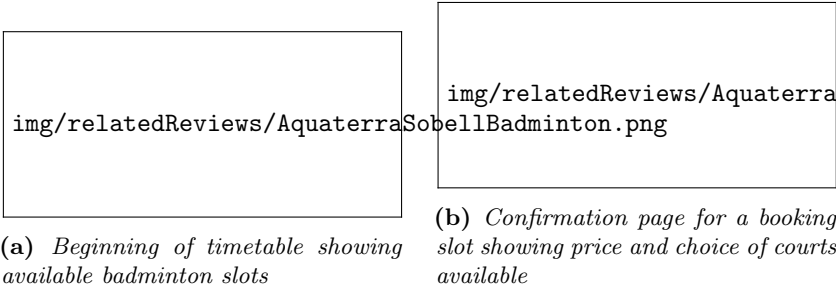 img/relatedReviews/AquaterraSobellBadminton.png
(a) Beginning of timetable showing
available badminton slots
img/relatedReviews/Aquaterra
(b) Confirmation page for a booking
slot showing price and choice of courts
available